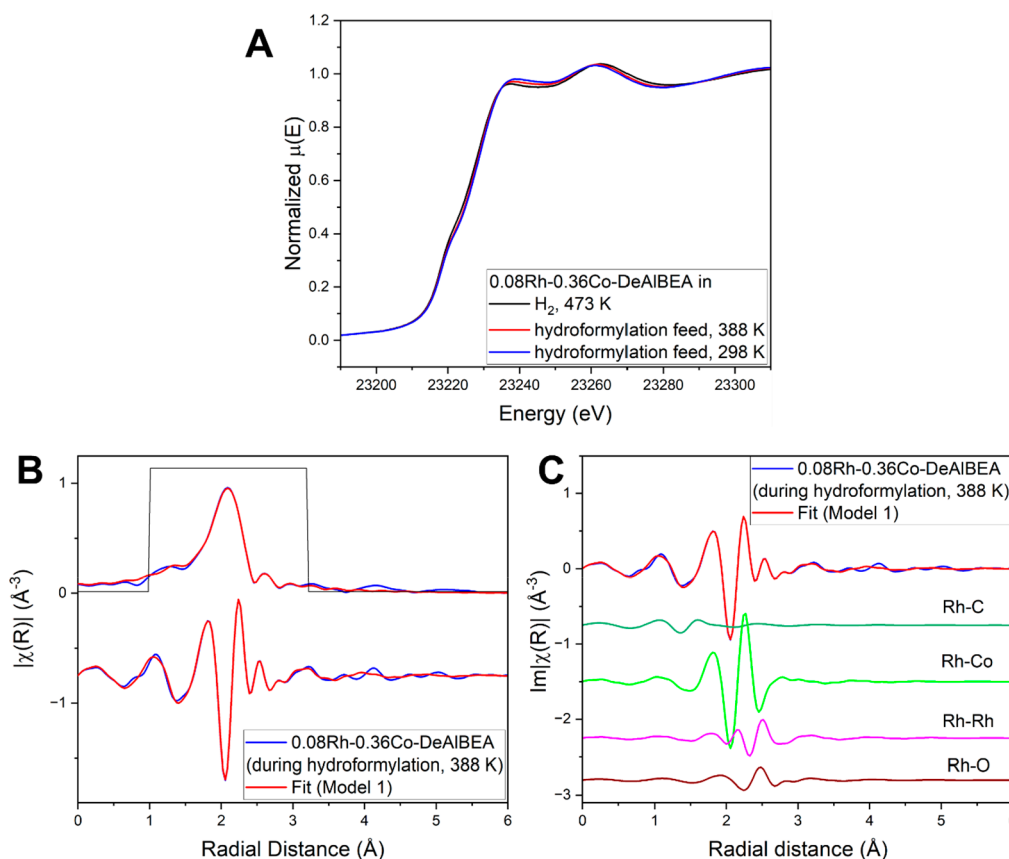 A
1.2
1.0
0.8
0.6
0.4
0.2
0.0
Normalized μ(E)
0.08Rh-0.36Co-DeAlBEA in
H₂, 473 K
hydroformylation feed, 388 K
hydroformylation feed, 298 K
23200 23220 23240 23260 23280 23300
Energy (eV)
B
1
0
−1
|χ(R)| (Å⁻³)
0.08Rh-0.36Co-DeAlBEA
(during hydroformylation, 388 K)
Fit (Model 1)
0 1 2 3 4 5 6
Radial Distance (Å)
C
1
0
−1
−2
−3
Im|χ(R)| (Å⁻³)
0.08Rh-0.36Co-DeAlBEA
(during hydroformylation, 388 K)
Fit (Model 1)
Rh-C
Rh-Co
Rh-Rh
Rh-O
0 1 2 3 4 5 6
Radial distance (Å)